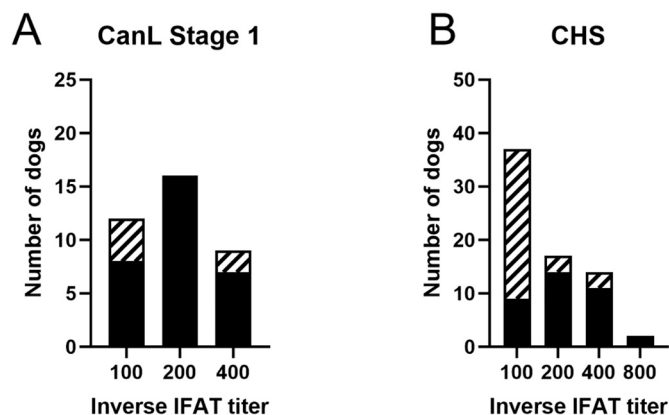 A
CanL Stage 1
Number of dogs
25
20
15
10
5
0
100 200 400
Inverse IFAT titer
B
CHS
Number of dogs
50
40
30
20
10
0
100 200 400 800
Inverse IFAT titer